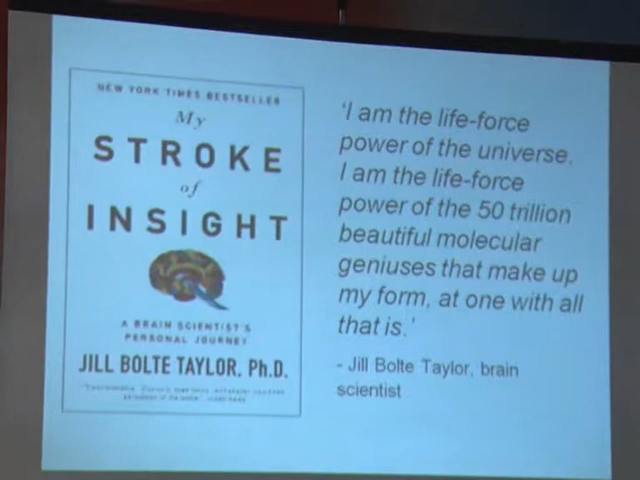 NEW YORK TIMES BESTSELLER
My
STROKE
of
INSIGHT
A BRAIN SCIENTIST'S
PERSONAL JOURNEY
JILL BOLTE TAYLOR, Ph.D.
'I am the life-force
power of the universe.
I am the life-force
power of the 50 trillion
beautiful molecular
geniuses that make up
my form, at one with all
that is.'
- Jill Bolte Taylor, brain
scientist